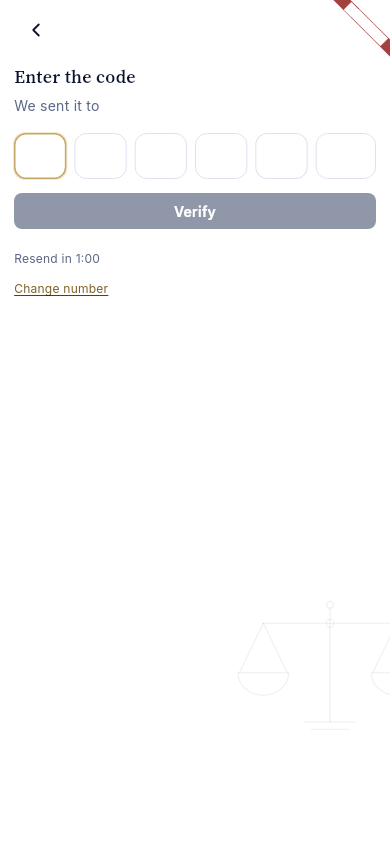 Enter the code
We sent it to
Verify
Resend in 1:00
Change number